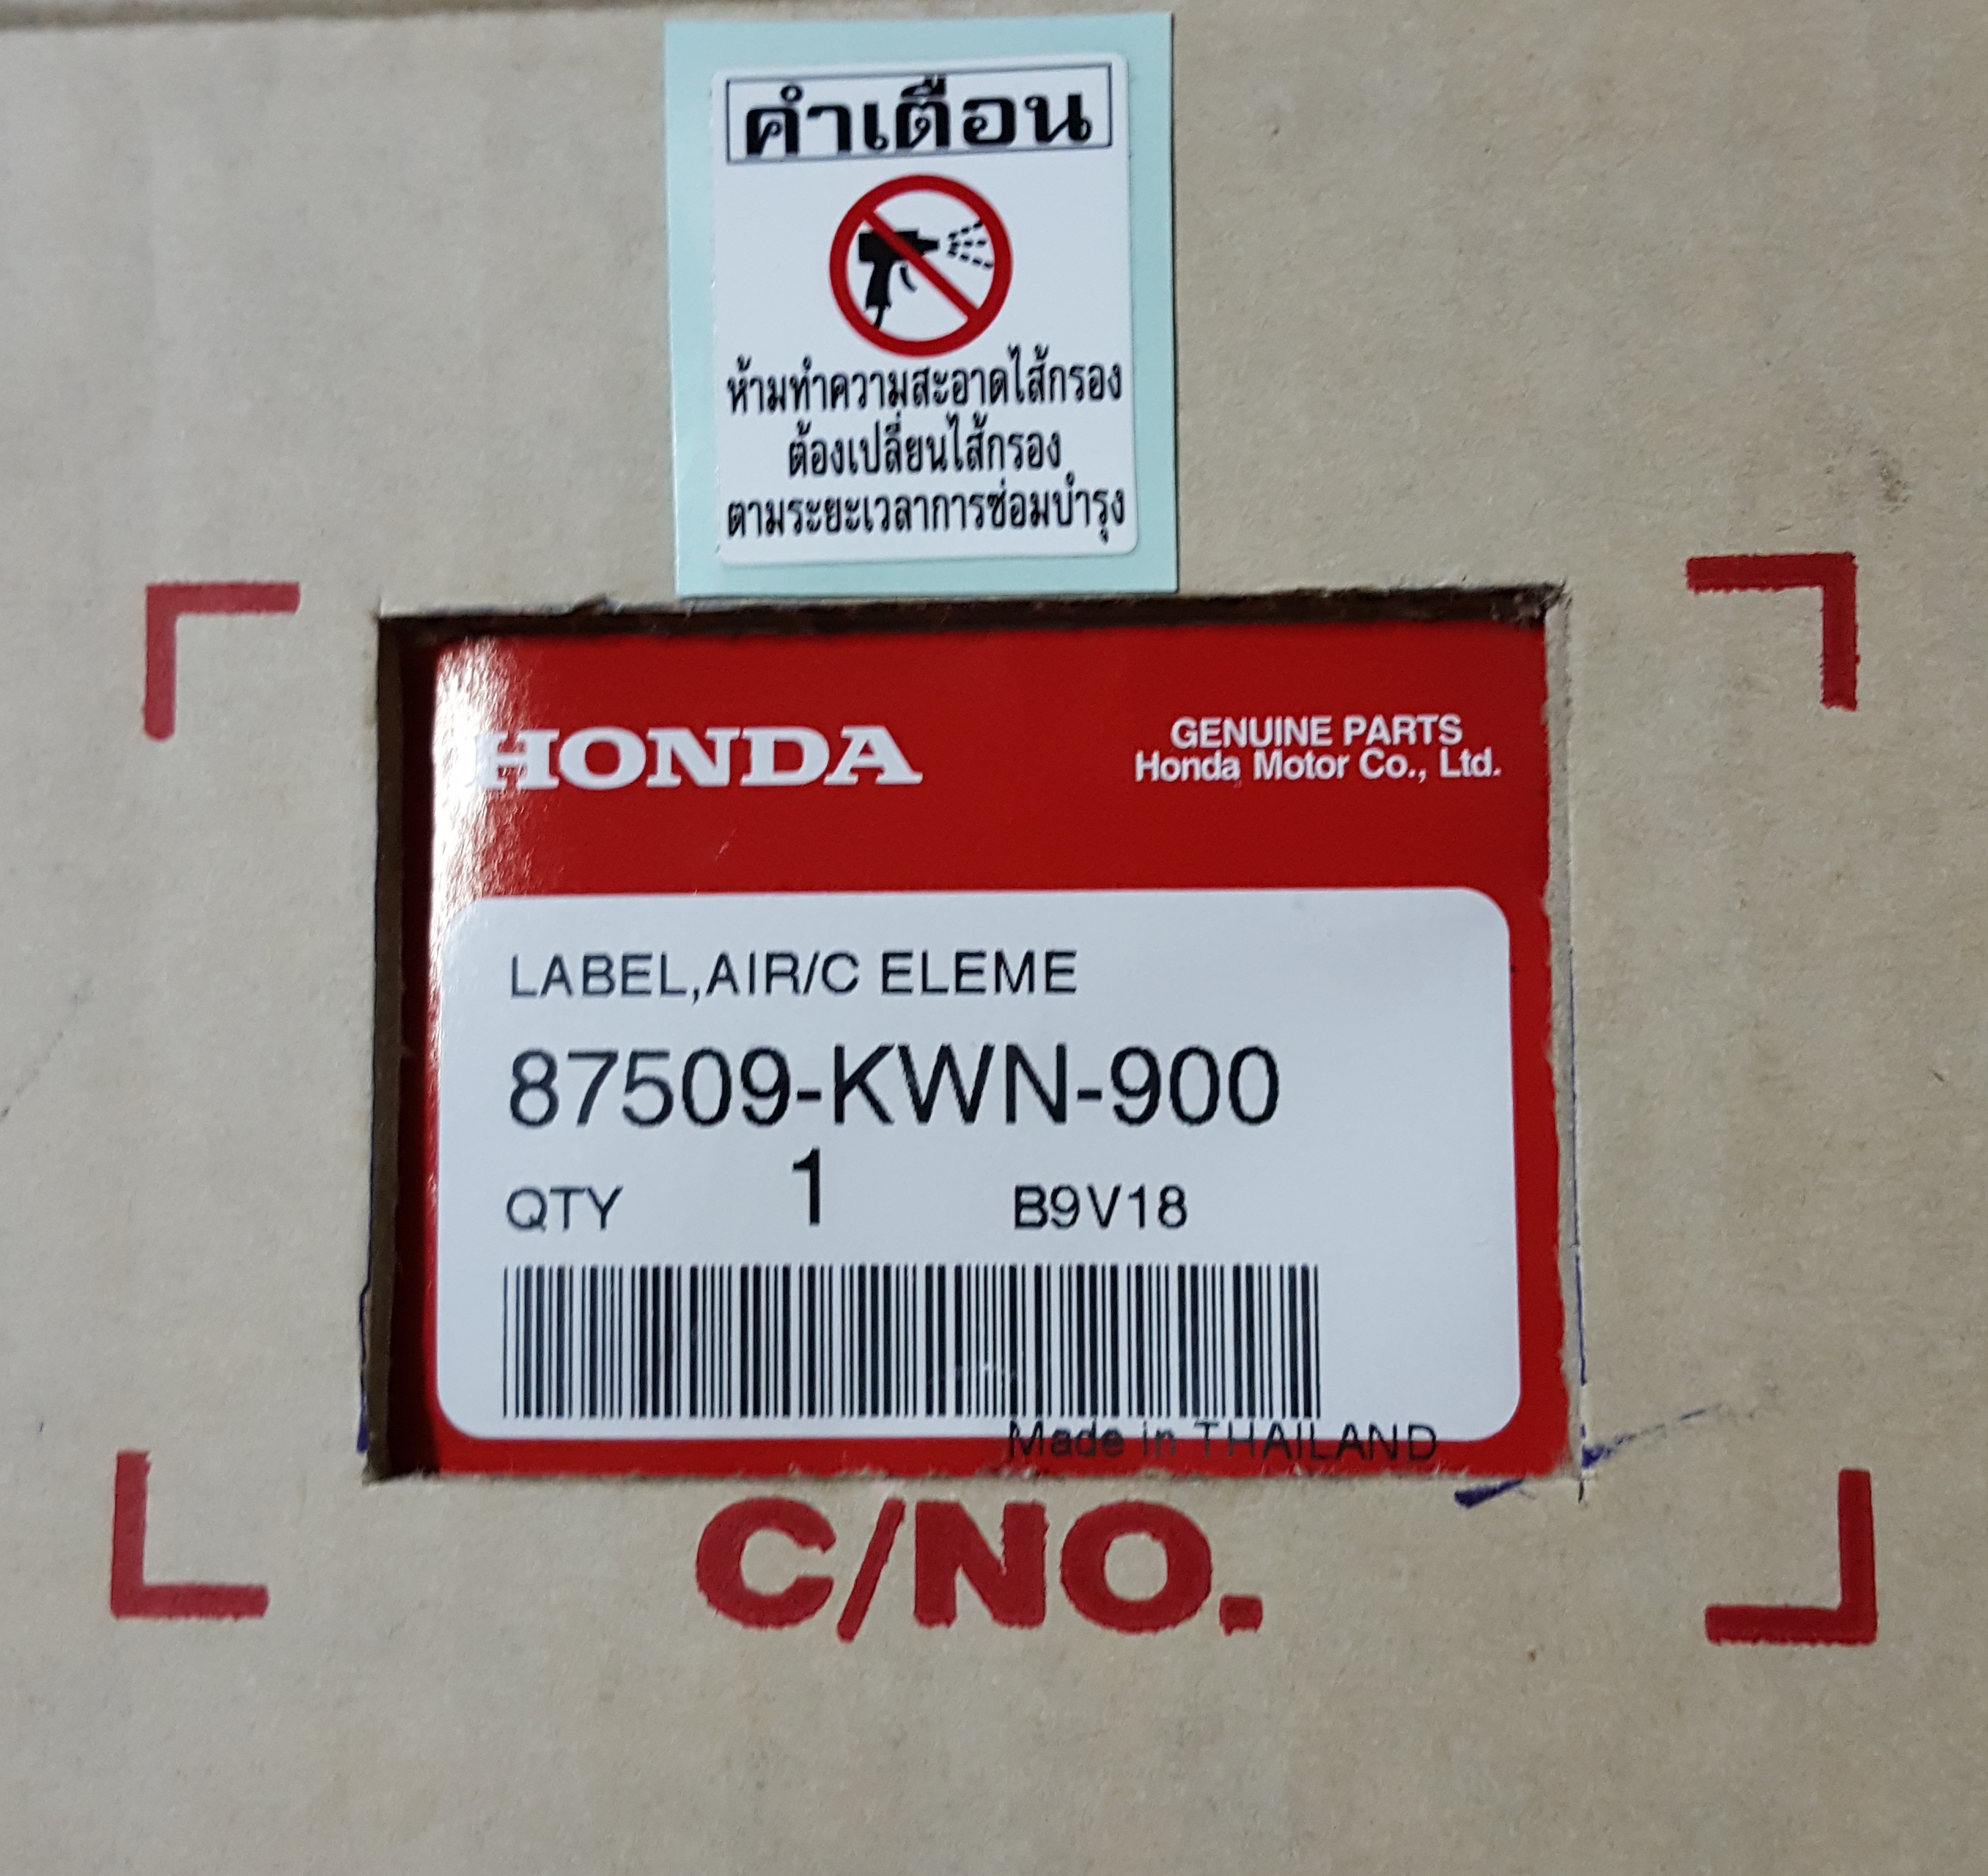 คำเตือน
ห้ามทำความสะอาดไส้กรอง
ต้องเปลี่ยนไส้กรอง
ตามระยะเวลาการซ่อมบำรุง
HONDA
GENUINE PARTS
Honda Motor Co., Ltd.
LABEL,AIR/C ELEME
87509-KWN-900
QTY 1 B9V18
Made in THAILAND
C/NO.